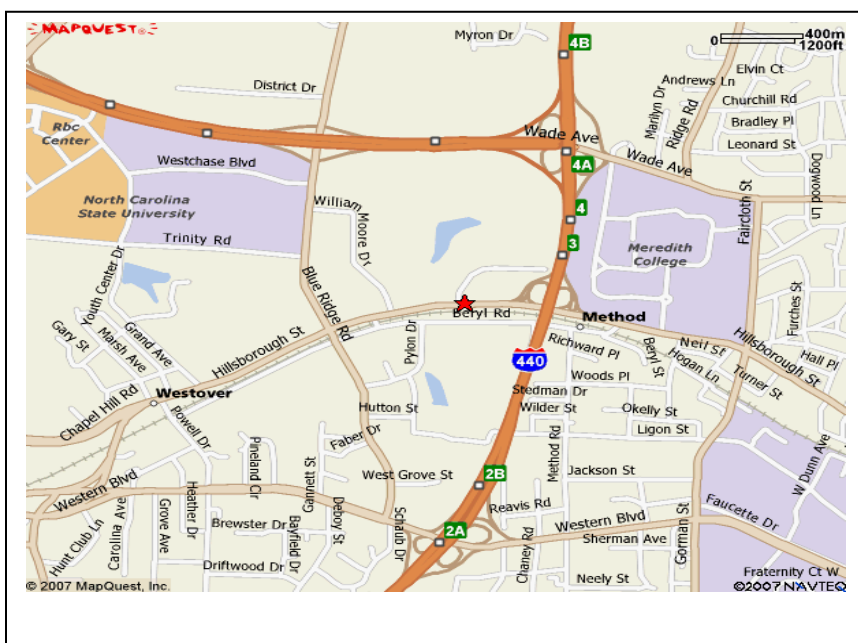 MAPQUEST
400m
1200ft
Myron Dr
4B
Elvin Ct
Andrews Ln
District Dr
Marilyn Dr
Ridge Rd
Churchill Rd
Bradley Pl
Leonard St
Rbc
Center
Wade Ave
Wade Ave
Westchase Blvd
4A
Dogwood Ln
North Carolina
State University
William
Moore Dr
4
Faircloth St
Meredith
College
Trinity Rd
3
Youth Center Dr
Blue Ridge Rd
Furches St
Beryl Rd
Method
Grand Ave
Gary St
Marsh Ave
Hillsborough St
Pylon Dr
Richward Pl
Beryl St
Neil St
Hogan Ln
Hillsborough St
Hall Pl
Turner St
440
Woods Pl
Westover
Stedman Dr
Chapel Hill Rd
Powell Dr
Hutton St
Wilder St
Okelly St
Faber Dr
Ligon St
Method Rd
W Dunn Ave
Pineland Cir
Gannett St
West Grove St
2B
Jackson St
Western Blvd
Heather Dr
Deboy St
Reavis Rd
Faucette Dr
Hunt Club Ln
Carolina Ave
Grove Ave
Brewster Dr
Bayfield Dr
Schaub Dr
2A
Chaney Rd
Western Blvd
Sherman Ave
Gorman St
Driftwood Dr
Neely St
Fraternity Ct W
© 2007 MapQuest, Inc.
©2007 NAVTEQ